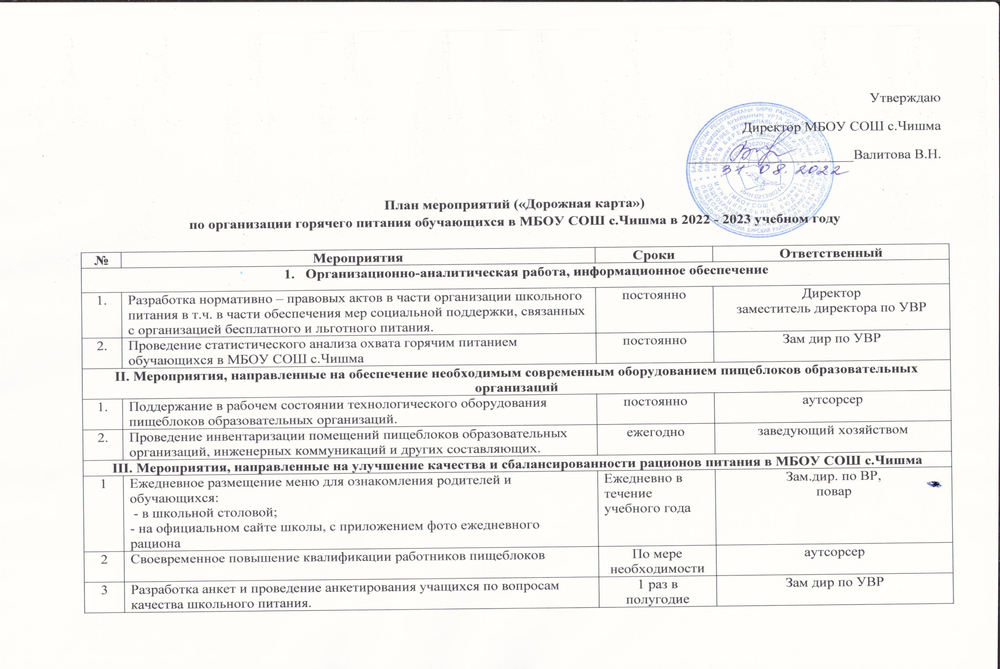 Утверждаю
Директор МБОУ СОШ с.Чишма
Валитова В.Н.
31.08.2022
ИНН 0213002443
План мероприятий («Дорожная карта»)
по организации горячего питания обучающихся в МБОУ СОШ с.Чишма в 2022 - 2023 учебном году
№ Мероприятия Сроки Ответственный
1. Организационно-аналитическая работа, информационное обеспечение
1. Разработка нормативно – правовых актов в части организации школьного постоянно Директор
питания в т.ч. в части обеспечения мер социальной поддержки, связанных заместитель директора по УВР
с организацией бесплатного и льготного питания.
2. Проведение статистического анализа охвата горячим питанием постоянно Зам дир по УВР
обучающихся в МБОУ СОШ с.Чишма
II. Мероприятия, направленные на обеспечение необходимым современным оборудованием пищеблоков образовательных
организаций
1. Поддержание в рабочем состоянии технологического оборудования постоянно аутсорсер
пищеблоков образовательных организаций.
2. Проведение инвентаризации помещений пищеблоков образовательных ежегодно заведующий хозяйством
организаций, инженерных коммуникаций и других составляющих.
III. Мероприятия, направленные на улучшение качества и сбалансированности рационов питания в МБОУ СОШ с.Чишма
1 Ежедневное размещение меню для ознакомления родителей и Ежедневно в Зам.дир. по ВР,
обучающихся: течение повар
- в школьной столовой; учебного года
- на официальном сайте школы, с приложением фото ежедневного
рациона
2 Своевременное повышение квалификации работников пищеблоков По мере аутсорсер
необходимости
3 Разработка анкет и проведение анкетирования учащихся по вопросам 1 раз в Зам дир по УВР
качества школьного питания. полугодие